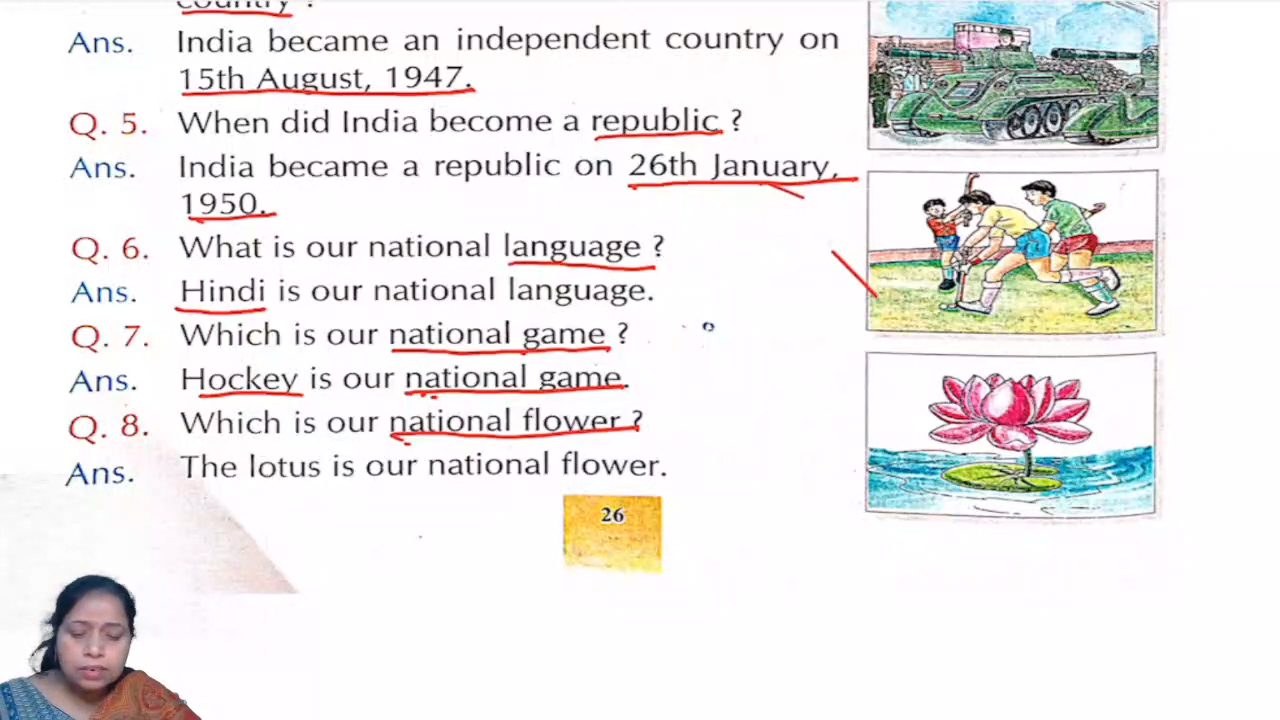 country ?
Ans. India became an independent country on
15th August, 1947.
Q. 5. When did India become a republic ?
Ans. India became a republic on 26th January,
1950.
Q. 6. What is our national language ?
Ans. Hindi is our national language.
Q. 7. Which is our national game ?
Ans. Hockey is our national game.
Q. 8. Which is our national flower ?
Ans. The lotus is our national flower.
26